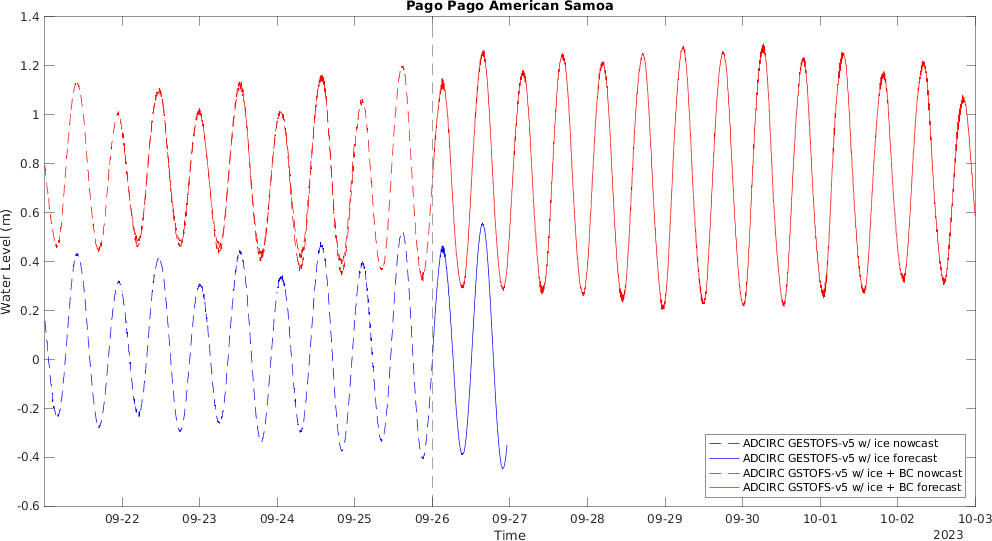 Pago Pago American Samoa
1.4
1.2
1
0.8
0.6
0.4
0.2
0
-0.2
-0.4
-0.6
Water Level (m)
ADCIRC GESTOFS-v5 w/ ice nowcast
ADCIRC GESTOFS-v5 w/ ice forecast
ADCIRC GSTOFS-v5 w/ ice + BC nowcast
ADCIRC GSTOFS-v5 w/ ice + BC forecast
09-22 09-23 09-24 09-25 09-26 09-27 09-28 09-29 09-30 10-01 10-02 10-03
Time
2023